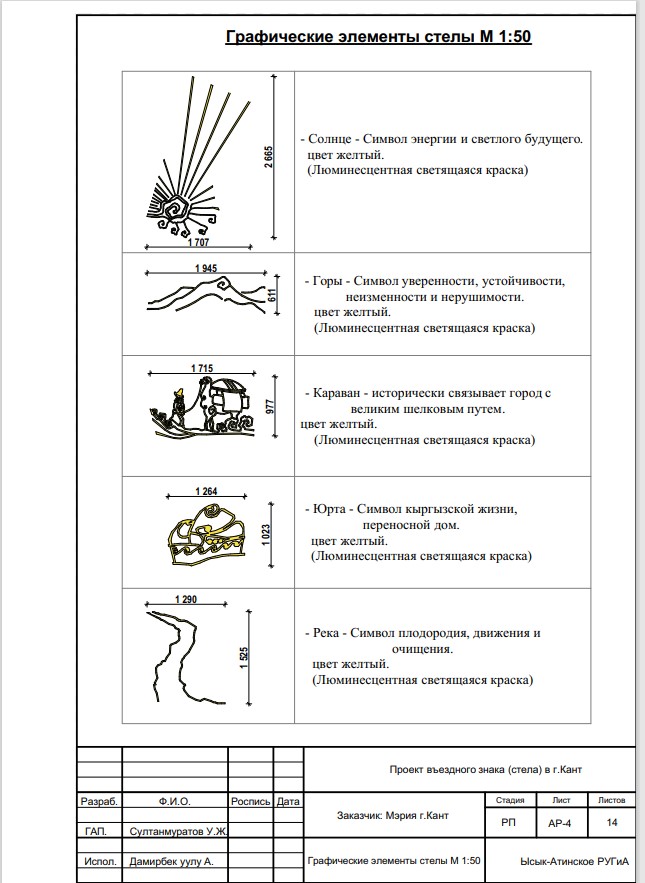 Графические элементы стелы М 1:50
2 665
1 707
- Солнце - Символ энергии и светлого будущего.
цвет желтый.
(Люминесцентная светящаяся краска)
1 945
611
- Горы - Символ уверенности, устойчивости,
неизменности и нерушимости.
цвет желтый.
(Люминесцентная светящаяся краска)
1 715
977
- Караван - исторически связывает город с
великим шелковым путем.
цвет желтый.
(Люминесцентная светящаяся краска)
1 264
1 023
- Юрта - Символ кыргызской жизни,
переносной дом.
цвет желтый.
(Люминесцентная светящаяся краска)
1 290
1 525
- Река - Символ плодородия, движения и
очищения.
цвет желтый.
(Люминесцентная светящаяся краска)
Проект въездного знака (стела) в г.Кант
Разраб. Ф.И.О. Роспись Дата
Заказчик: Мэрия г.Кант
Стадия Лист Листов
РП АР-4 14
ГАП. Султанмуратов У.Ж.
Испол. Дамирбек уулу А.
Графические элементы стелы М 1:50
Ысык-Атинское РУГиА